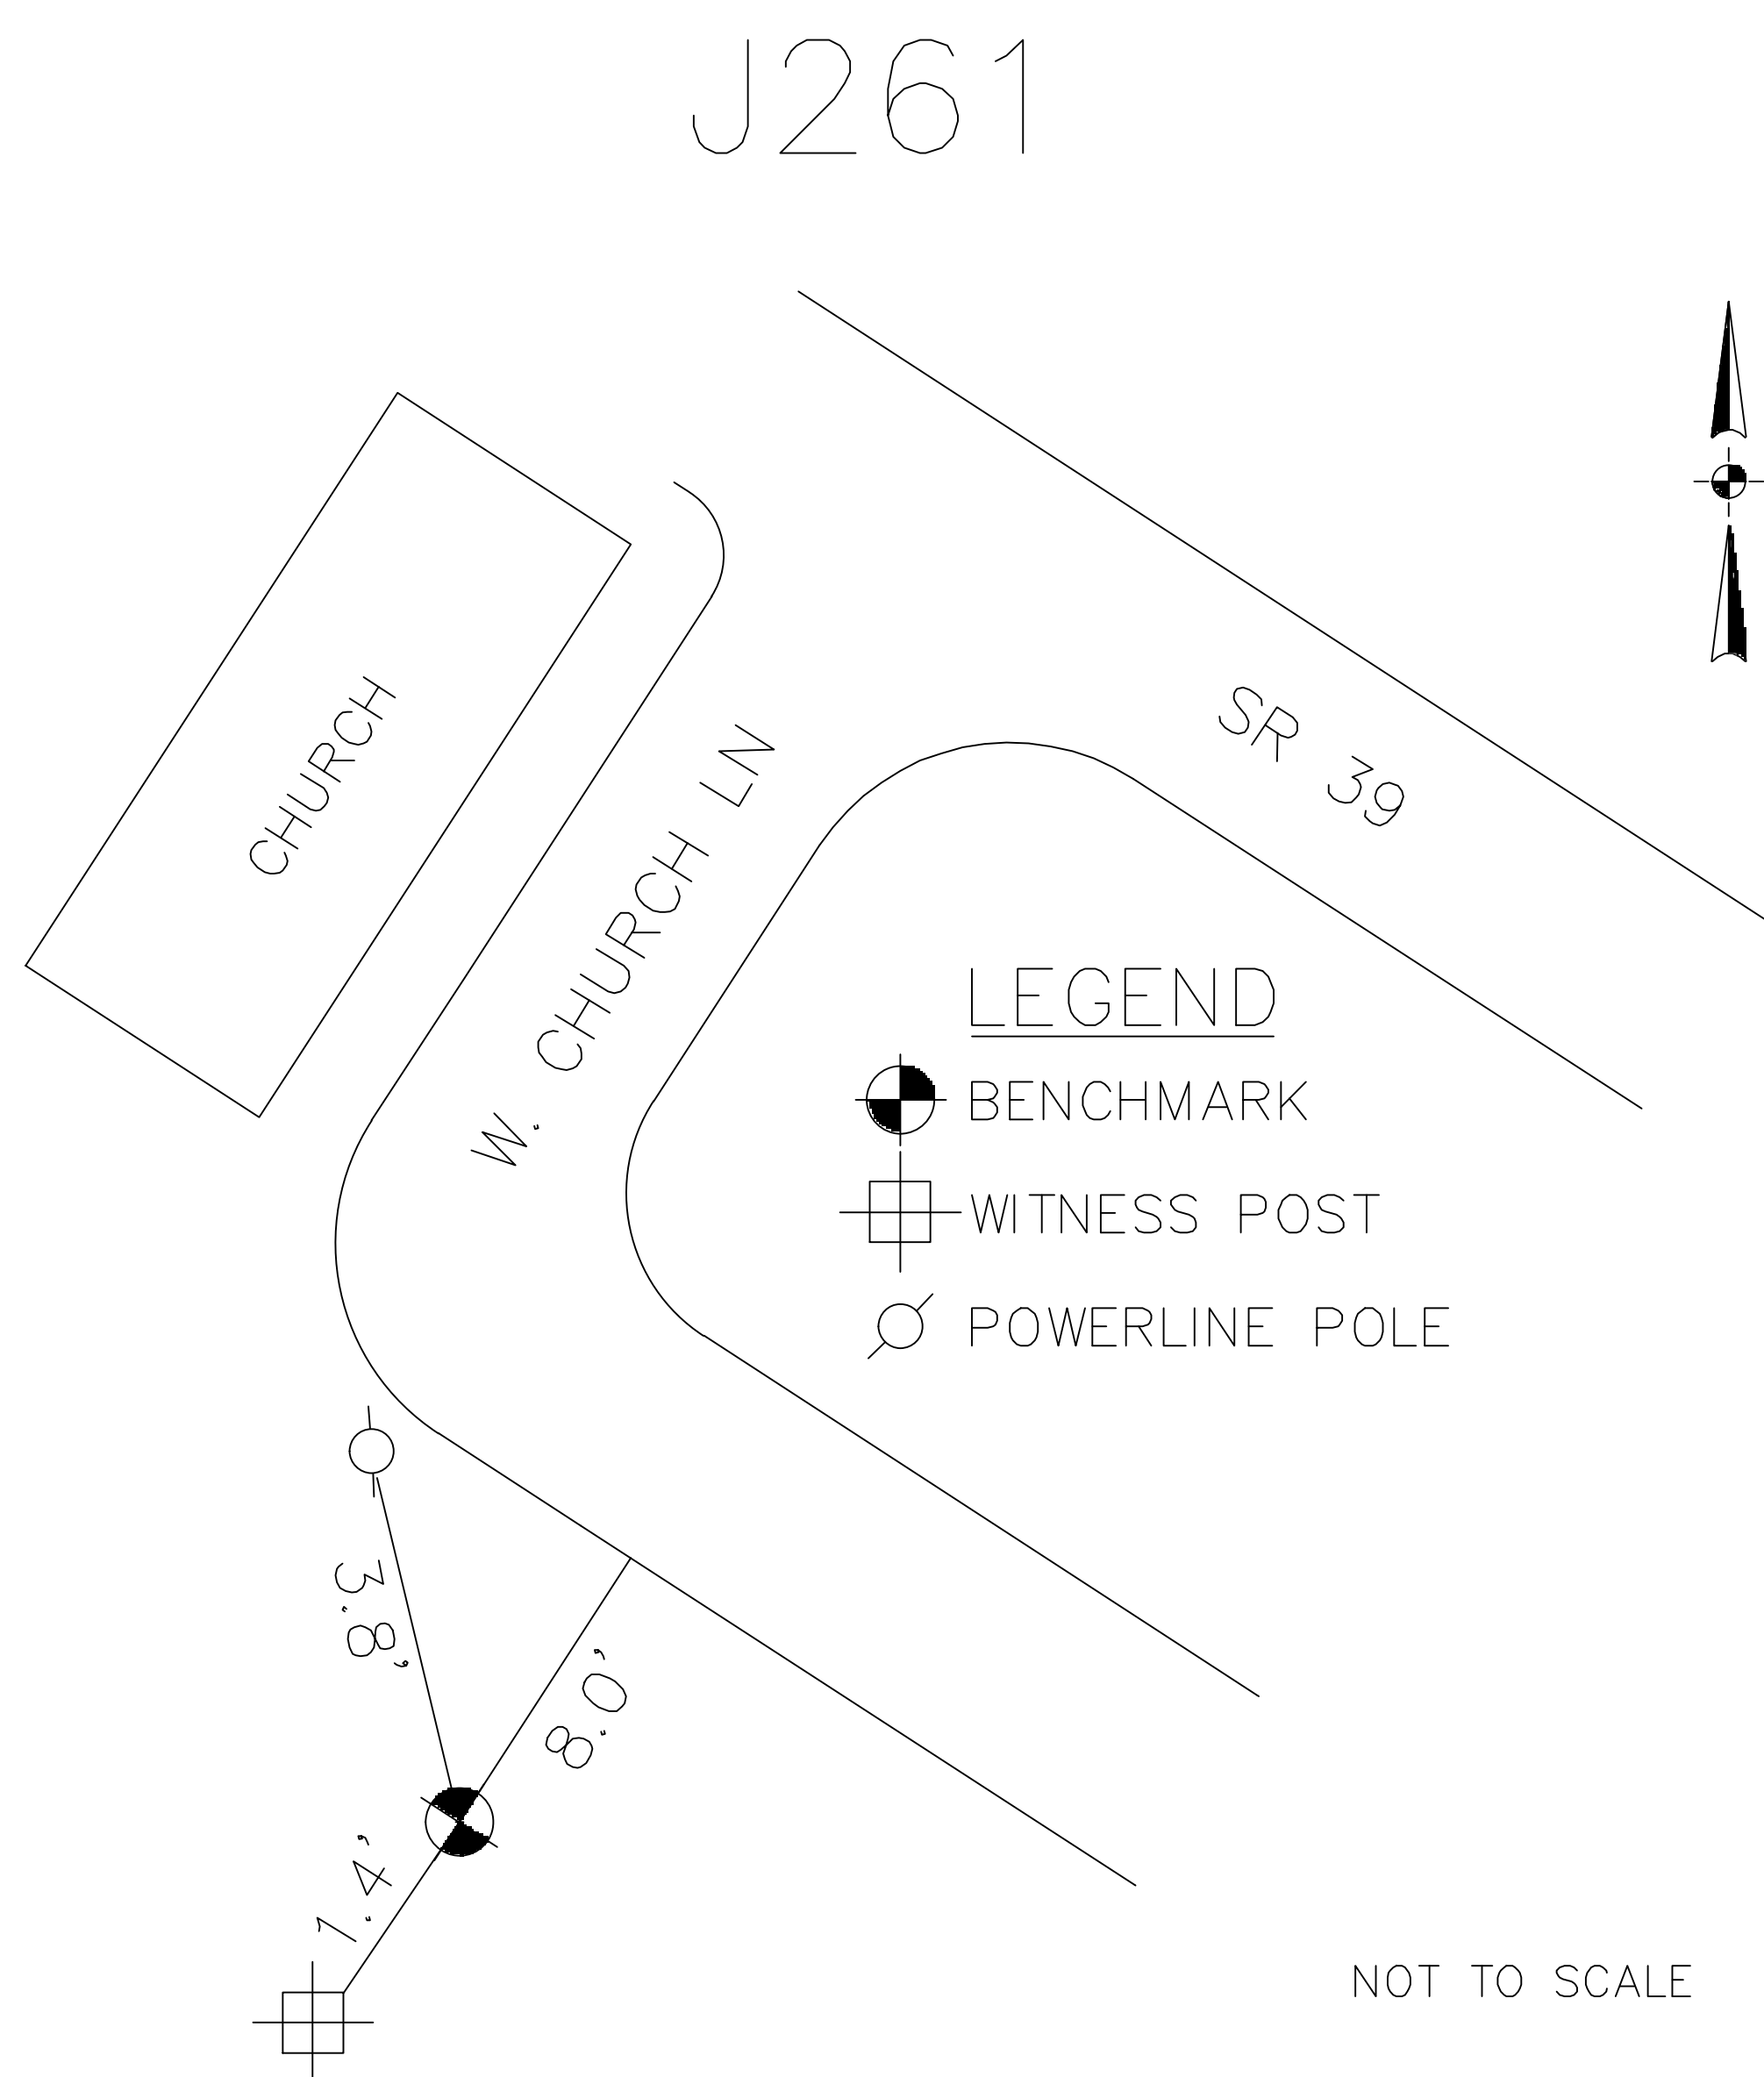 J261
CHURCH
W. CHURCH LN
SR 39
LEGEND
BENCHMARK
WITNESS POST
POWERLINE POLE
8.3'
8.0'
1.4'
NOT TO SCALE